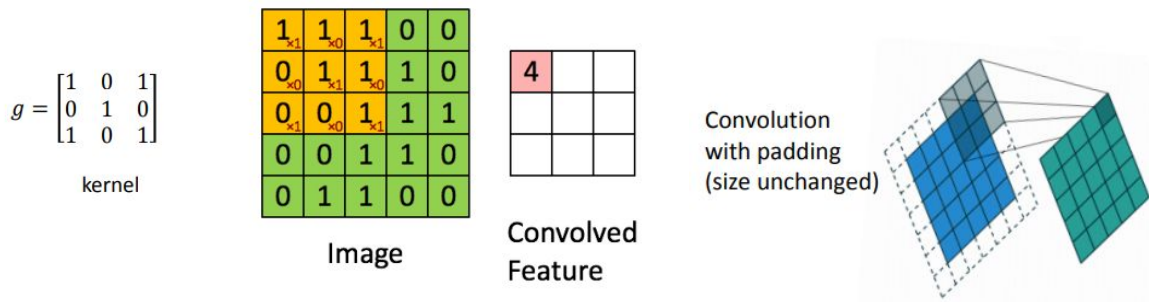 g = [1 0 1
0 1 0
1 0 1]
kernel
1×1 1×0 1×1 0 0
0×0 1×1 1×0 1 0
0×1 0×0 1×1 1 1
0 0 1 1 0
0 1 1 0 0
Image
4
Convolved
Feature
Convolution
with padding
(size unchanged)